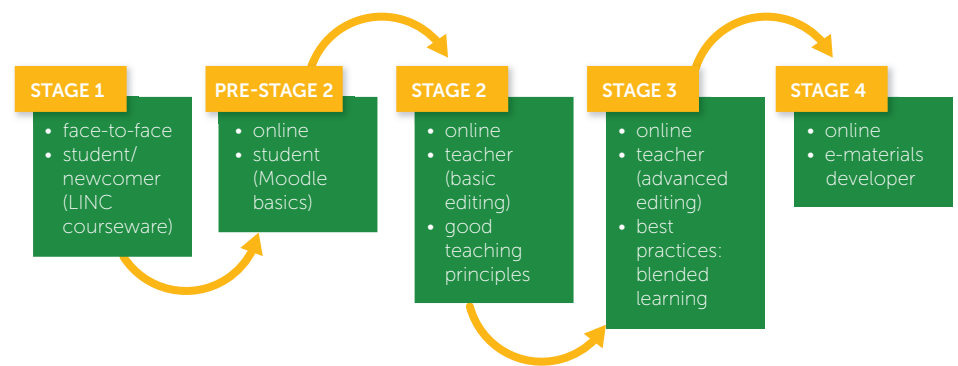 STAGE 1
• face-to-face
• student/
newcomer
(LINC
courseware)
PRE-STAGE 2
• online
• student
(Moodle
basics)
STAGE 2
• online
• teacher
(basic
editing)
• good
teaching
principles
STAGE 3
• online
• teacher
(advanced
editing)
• best
practices:
blended
learning
STAGE 4
• online
• e-materials
developer